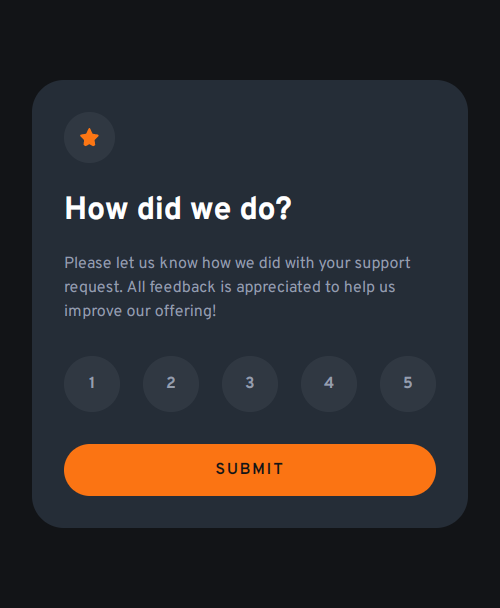 How did we do?
Please let us know how we did with your support
request. All feedback is appreciated to help us
improve our offering!
1 2 3 4 5
SUBMIT